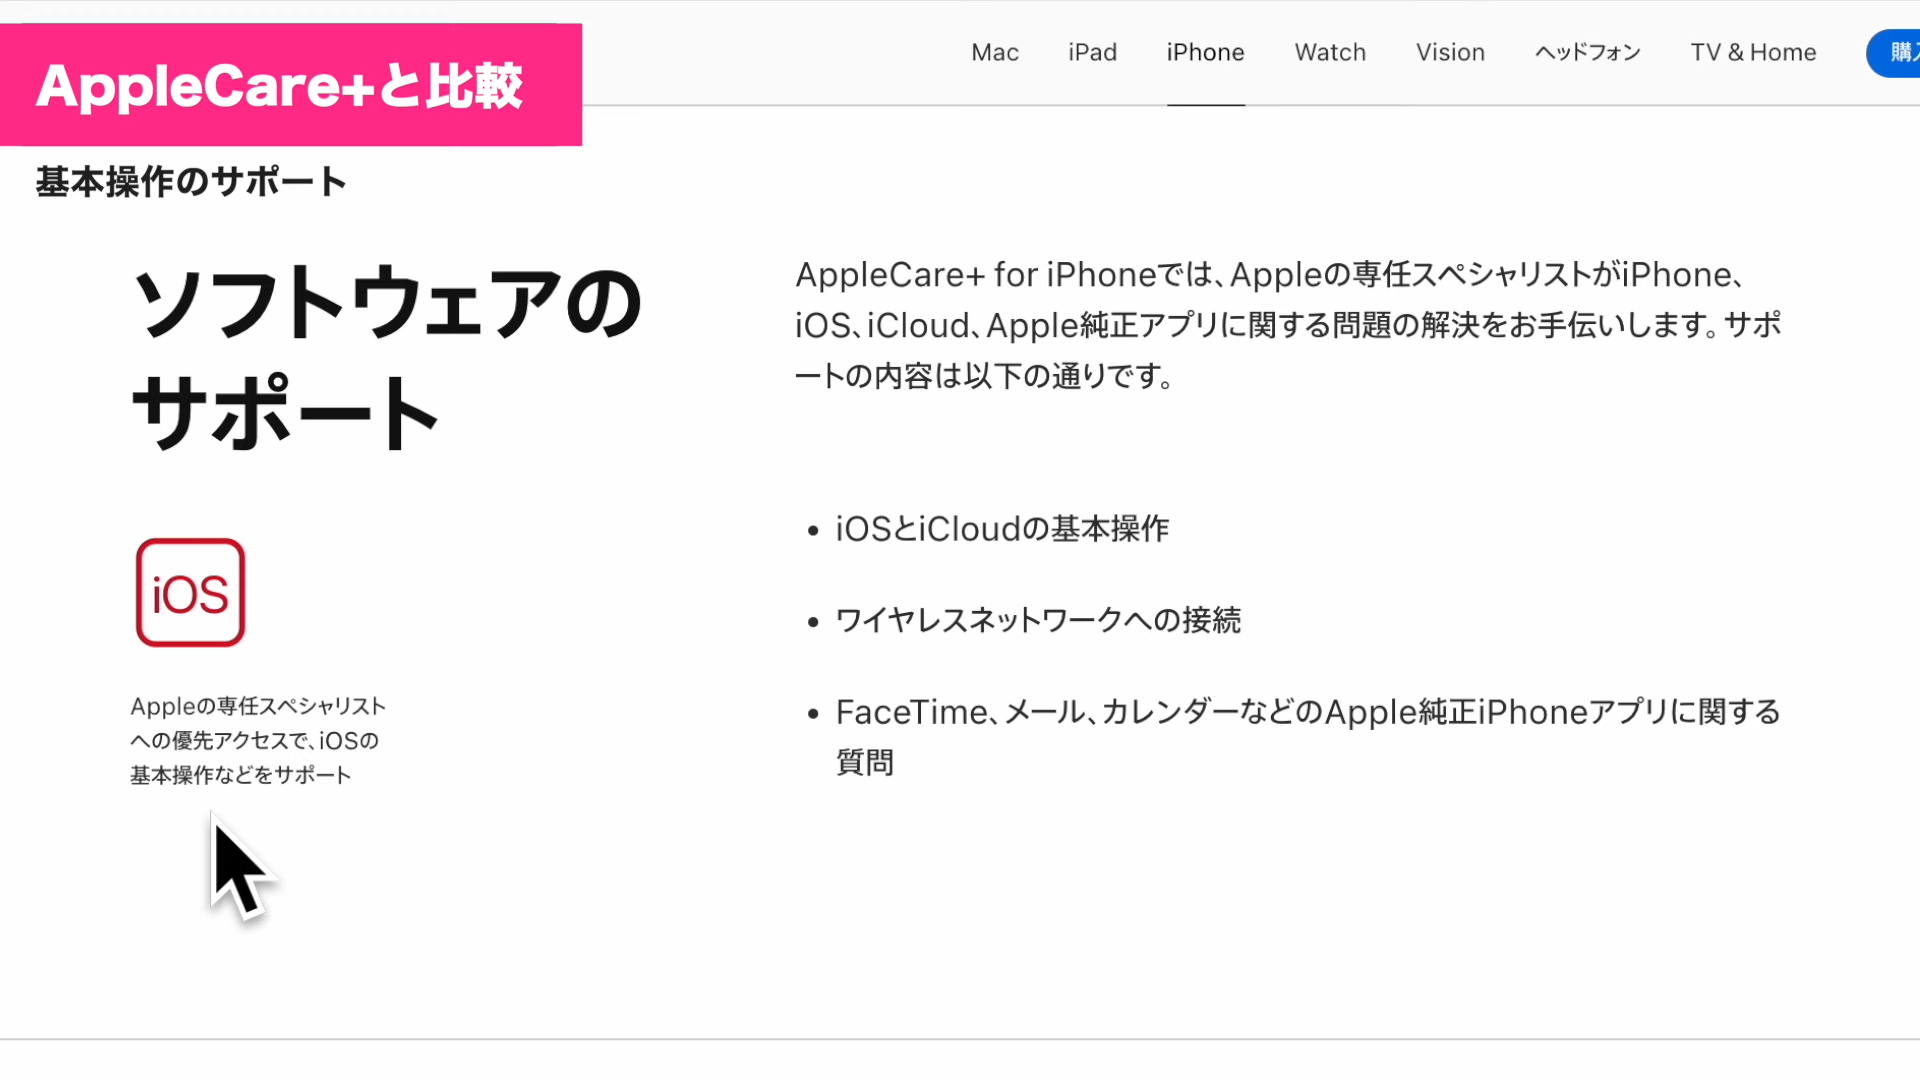 AppleCare+と比較
Mac iPad iPhone Watch Vision ヘッドフォン TV & Home
基本操作のサポート
ソフトウェアの
サポート
iOS
Appleの専任スペシャリスト
への優先アクセスで、iOSの
基本操作などをサポート
AppleCare+ for iPhoneでは、Appleの専任スペシャリストがiPhone、
iOS、iCloud、Apple純正アプリに関する問題の解決をお手伝いします。サポ
ートの内容は以下の通りです。
• iOSとiCloudの基本操作
• ワイヤレスネットワークへの接続
• FaceTime、メール、カレンダーなどのApple純正iPhoneアプリに関する
質問